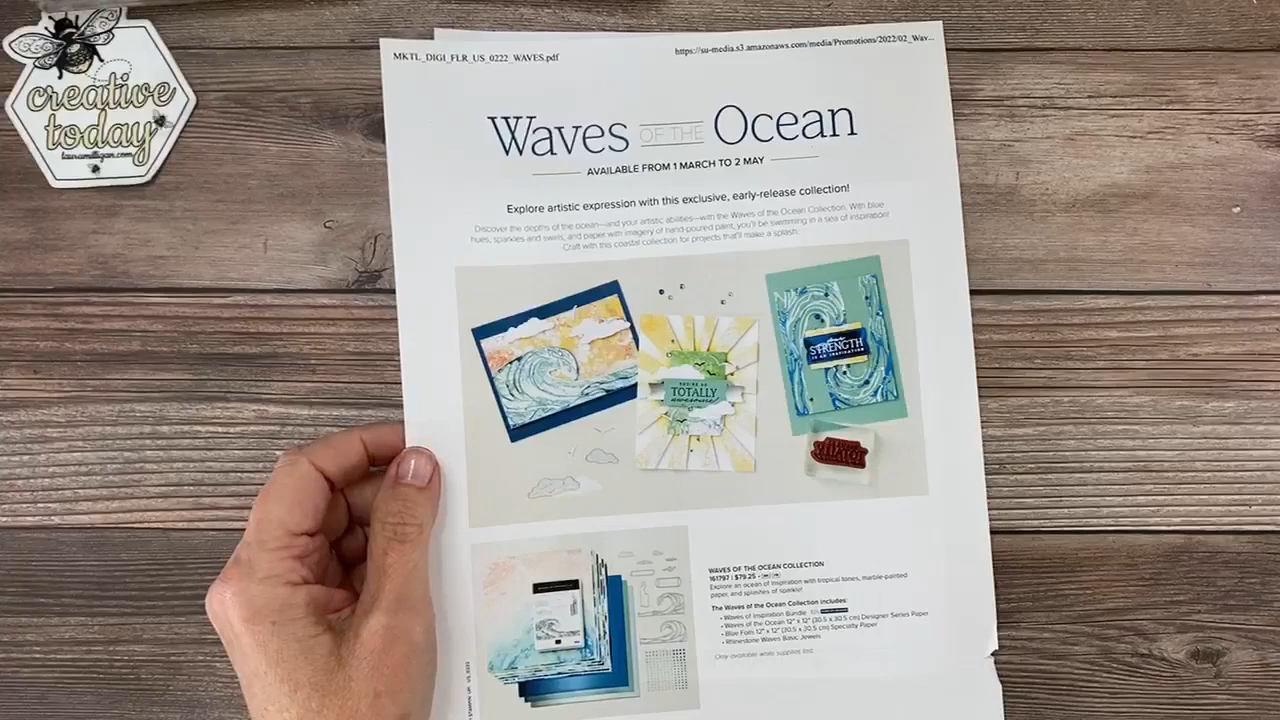 creative
today
lauramilligan.com
MKTL_DIGI_FLR_US_0222_WAVES.pdf
https://su-media.s3.amazonaws.com/media/Promotions/2022/02_Wav...
Waves OF THE Ocean
AVAILABLE FROM 1 MARCH TO 2 MAY
Explore artistic expression with this exclusive, early-release collection!
Discover the depths of the ocean—and your artistic abilities—with the Waves of the Ocean Collection. With blue
hues, sparkles and swirls, and paper with imagery of hand-poured paint, you'll be swimming in a sea of inspiration!
Craft with this coastal collection for projects that'll make a splash.
YOU'RE SO
TOTALLY
awesome
STRENGTH
IS AN INSPIRATION
WAVES OF THE OCEAN COLLECTION
161797 | $79.25
Explore an ocean of inspiration with tropical tones, marble-painted
paper, and splashes of sparkle!
The Waves of the Ocean Collection includes:
• Waves of Inspiration Bundle
• Waves of the Ocean 12" x 12" (30.5 x 30.5 cm) Designer Series Paper
• Blue Foils 12" x 12" (30.5 x 30.5 cm) Specialty Paper
• Rhinestone Waves Basic Jewels
Only available while supplies last.